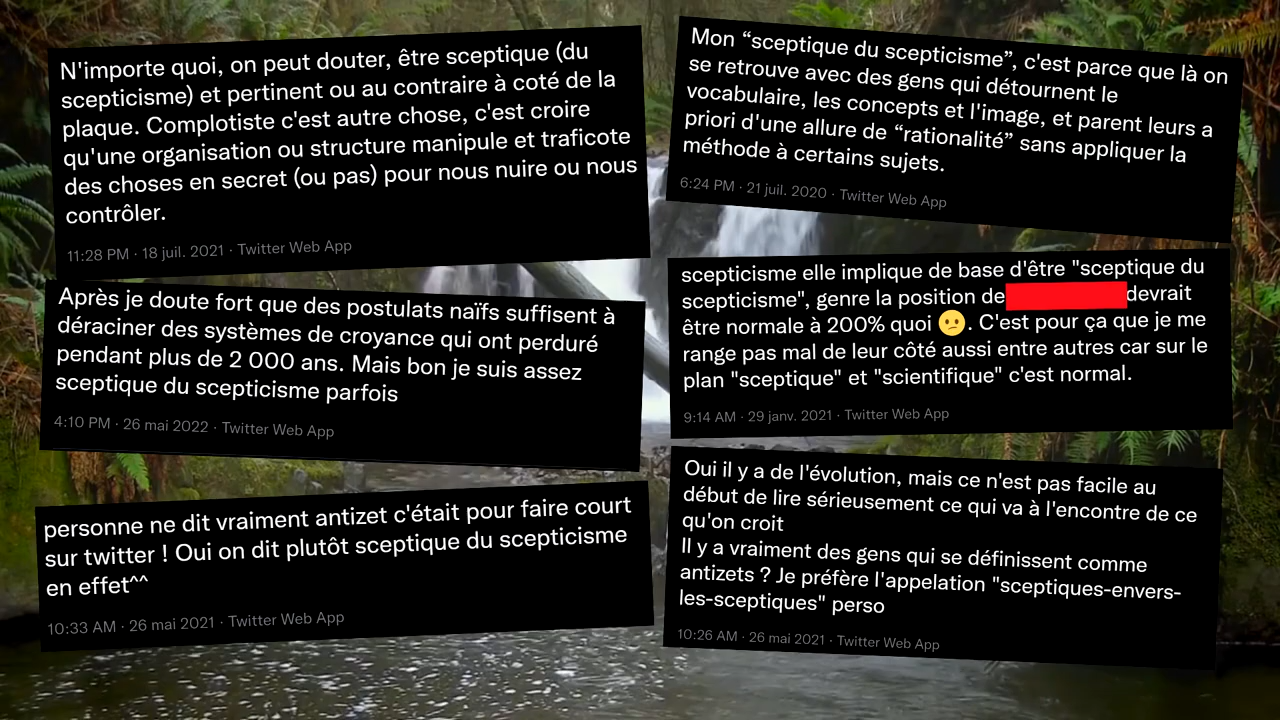 N'importe quoi, on peut douter, être sceptique (du
scepticisme) et pertinent ou au contraire à coté de la
plaque. Complotiste c'est autre chose, c'est croire
qu'une organisation ou structure manipule et traficote
des choses en secret (ou pas) pour nous nuire ou nous
contrôler.
11:28 PM · 18 juil. 2021 · Twitter Web App
Après je doute fort que des postulats naïfs suffisent à
déraciner des systèmes de croyance qui ont perduré
pendant plus de 2 000 ans. Mais bon je suis assez
sceptique du scepticisme parfois
4:10 PM · 26 mai 2022 · Twitter Web App
personne ne dit vraiment antizet c'était pour faire court
sur twitter ! Oui on dit plutôt sceptique du scepticisme
en effet^^
10:33 AM · 26 mai 2021 · Twitter Web App
Mon “sceptique du scepticisme”, c'est parce que là on
se retrouve avec des gens qui détournent le
vocabulaire, les concepts et l'image, et parent leurs a
priori d'une allure de “rationalité” sans appliquer la
méthode à certains sujets.
6:24 PM · 21 juil. 2020 · Twitter Web App
scepticisme elle implique de base d'être "sceptique du
scepticisme", genre la position de devrait
être normale à 200% quoi 😕. C'est pour ça que je me
range pas mal de leur côté aussi entre autres car sur le
plan "sceptique" et "scientifique" c'est normal.
9:14 AM · 29 janv. 2021 · Twitter Web App
Oui il y a de l'évolution, mais ce n'est pas facile au
début de lire sérieusement ce qui va à l'encontre de ce
qu'on croit
Il y a vraiment des gens qui se définissent comme
antizets ? Je préfère l'appelation "sceptiques-envers-
les-sceptiques" perso
10:26 AM · 26 mai 2021 · Twitter Web App